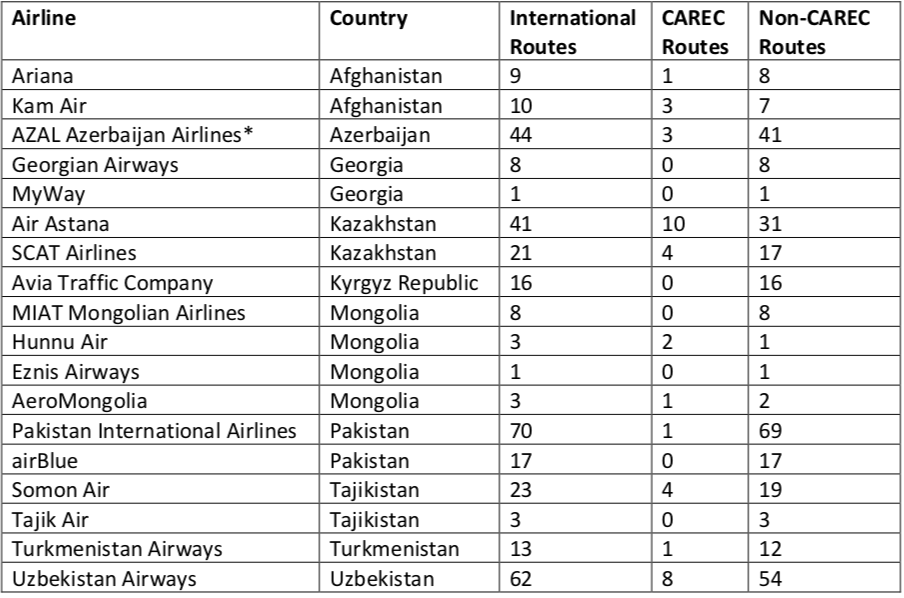 Airline Country International Routes CAREC Routes Non-CAREC Routes
Ariana Afghanistan 9 1 8
Kam Air Afghanistan 10 3 7
AZAL Azerbaijan Airlines* Azerbaijan 44 3 41
Georgian Airways Georgia 8 0 8
MyWay Georgia 1 0 1
Air Astana Kazakhstan 41 10 31
SCAT Airlines Kazakhstan 21 4 17
Avia Traffic Company Kyrgyz Republic 16 0 16
MIAT Mongolian Airlines Mongolia 8 0 8
Hunnu Air Mongolia 3 2 1
Eznis Airways Mongolia 1 0 1
AeroMongolia Mongolia 3 1 2
Pakistan International Airlines Pakistan 70 1 69
airBlue Pakistan 17 0 17
Somon Air Tajikistan 23 4 19
Tajik Air Tajikistan 3 0 3
Turkmenistan Airways Turkmenistan 13 1 12
Uzbekistan Airways Uzbekistan 62 8 54